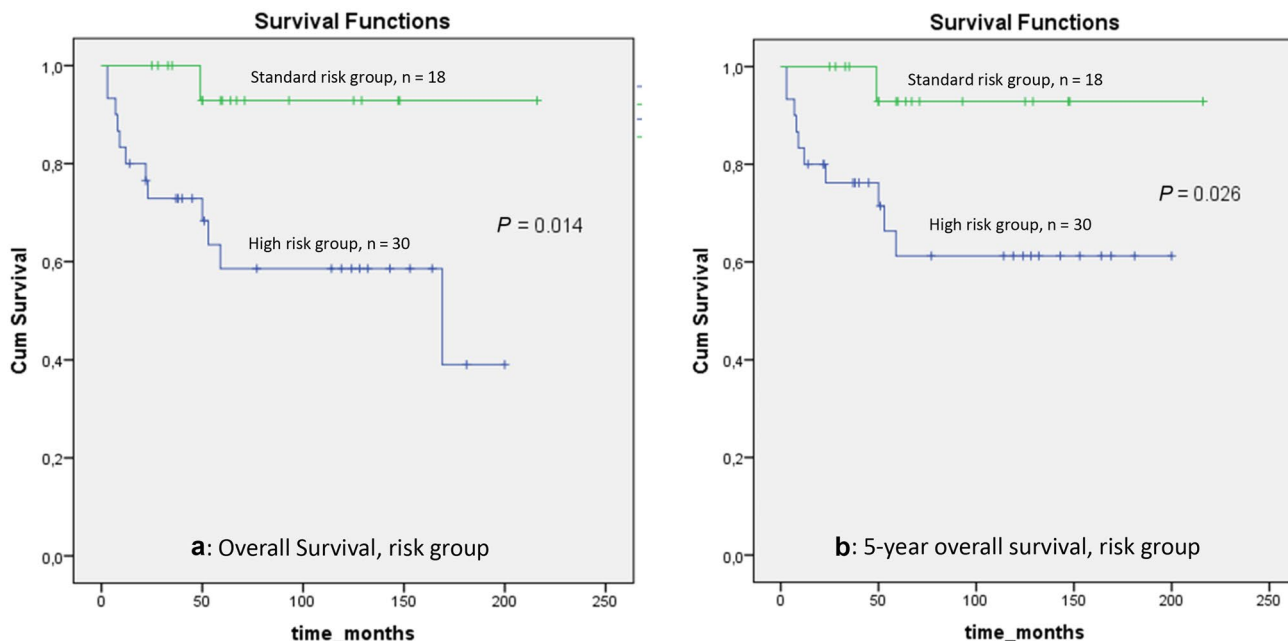 Survival Functions
Cum Survival
1,0
0,8
0,6
0,4
0,2
0,0
Standard risk group, n = 18
P = 0.014
High risk group, n = 30
a: Overall Survival, risk group
0 50 100 150 200 250
time_months
Survival Functions
Cum Survival
1,0
0,8
0,6
0,4
0,2
0,0
Standard risk group, n = 18
P = 0.026
High risk group, n = 30
b: 5-year overall survival, risk group
0 50 100 150 200 250
time_months